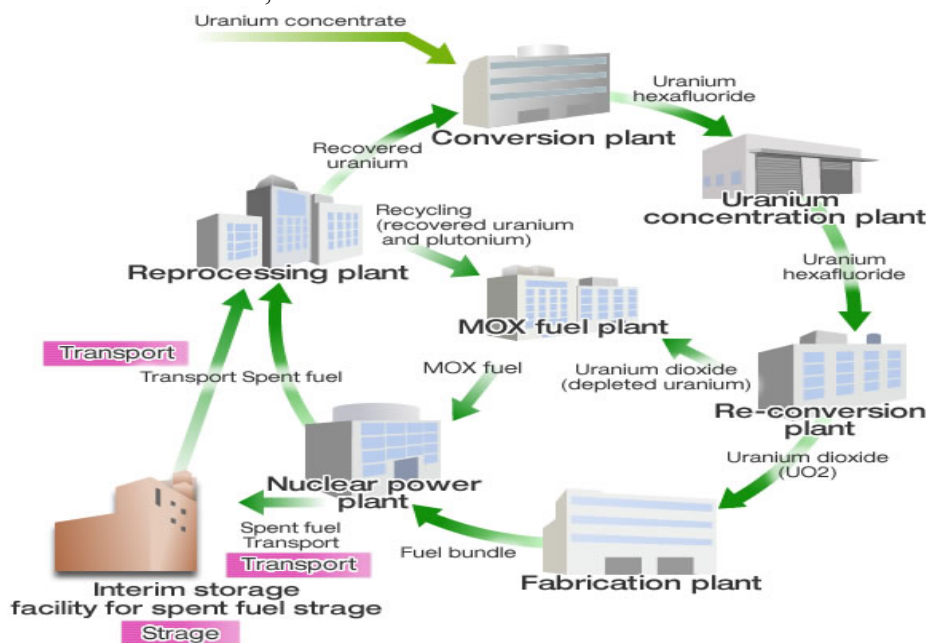 Uranium concentrate
Uranium
hexafluoride
Conversion plant
Recovered
uranium
Uranium
concentration plant
Recycling
(recovered uranium
and plutonium)
Reprocessing plant
Uranium
hexafluoride
MOX fuel plant
Transport
Transport Spent fuel
MOX fuel
Uranium dioxide
(depleted uranium)
Re-conversion
plant
Uranium dioxide
(UO2)
Nuclear power
plant
Spent fuel
Transport
Transport
Fuel bundle
Fabrication plant
Interim storage
facility for spent fuel strage
Strage